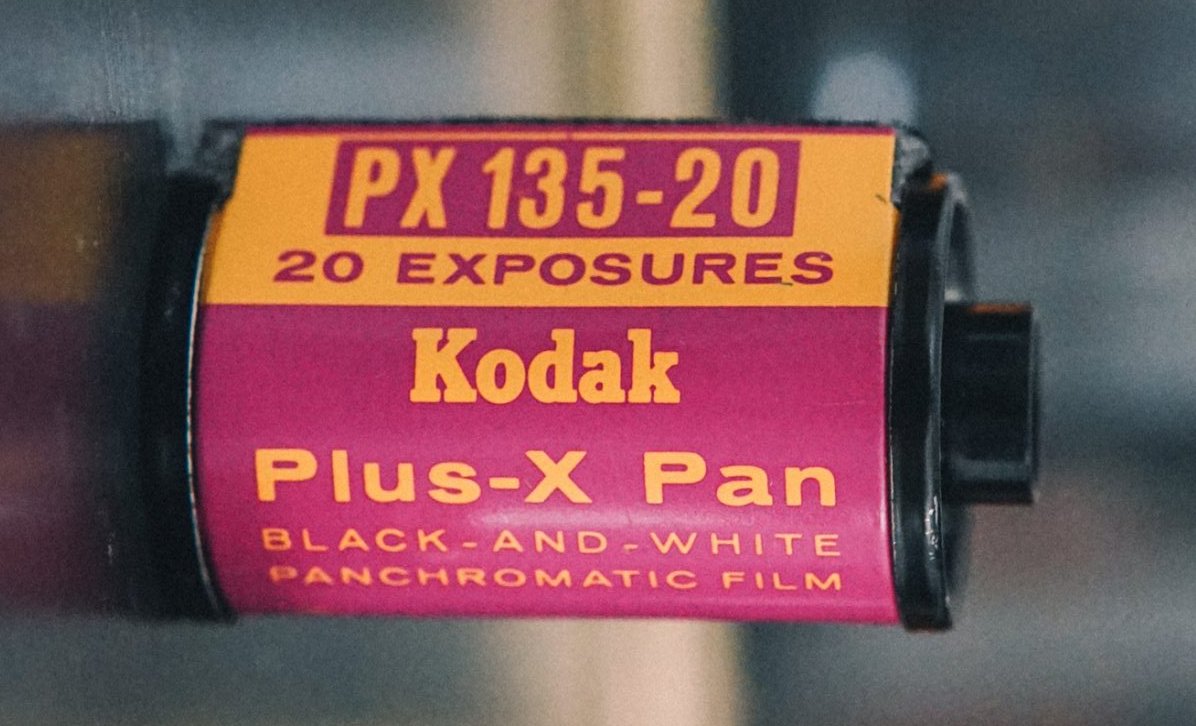 PX 135-20
20 EXPOSURES
Kodak
Plus-X Pan
BLACK-AND-WHITE
PANCHROMATIC FILM